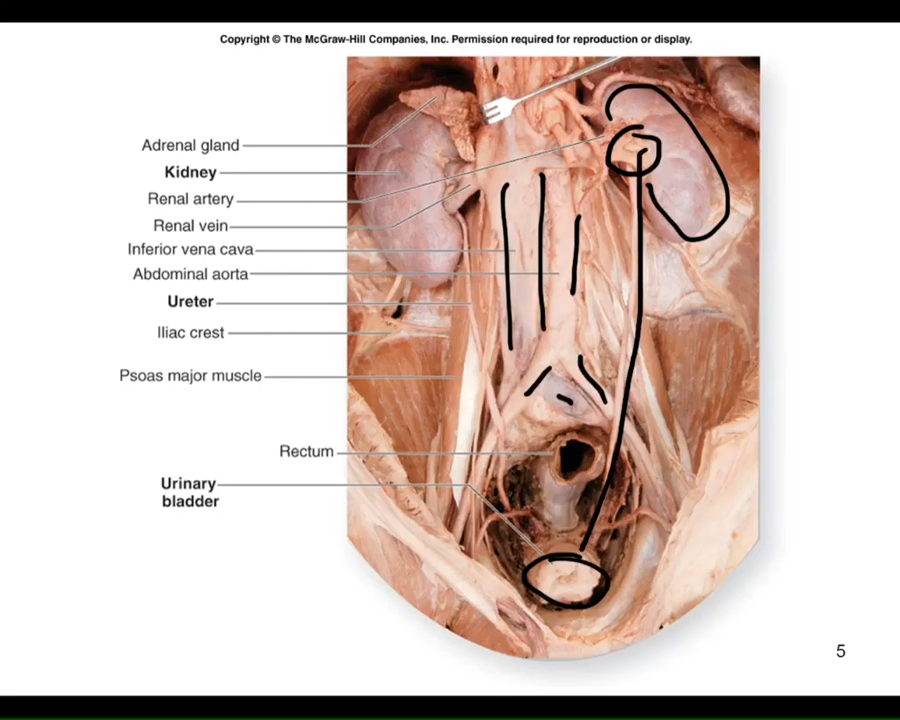 Copyright © The McGraw-Hill Companies, Inc. Permission required for reproduction or display.
Adrenal gland
Kidney
Renal artery
Renal vein
Inferior vena cava
Abdominal aorta
Ureter
Iliac crest
Psoas major muscle
Rectum
Urinary
bladder
5